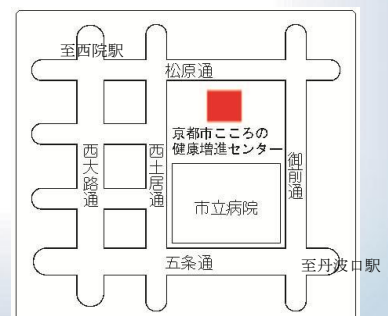 至西院駅
松原通
京都市こころの
健康増進センター
西大路通
西土居通
御前通
市立病院
五条通
至丹波口駅